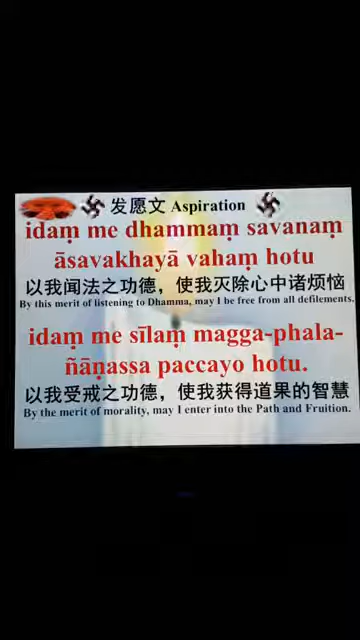 发愿文 Aspiration
idaṃ me dhammaṃ savanaṃ
āsavakhayā vahaṃ hotu
以我闻法之功德，使我灭除心中诸烦恼
By this merit of listening to Dhamma, may I be free from all defilements.
idaṃ me sīlaṃ magga-phala-
ñāṇassa paccayo hotu.
以我受戒之功德，使我获得道果的智慧
By the merit of morality, may I enter into the Path and Fruition.